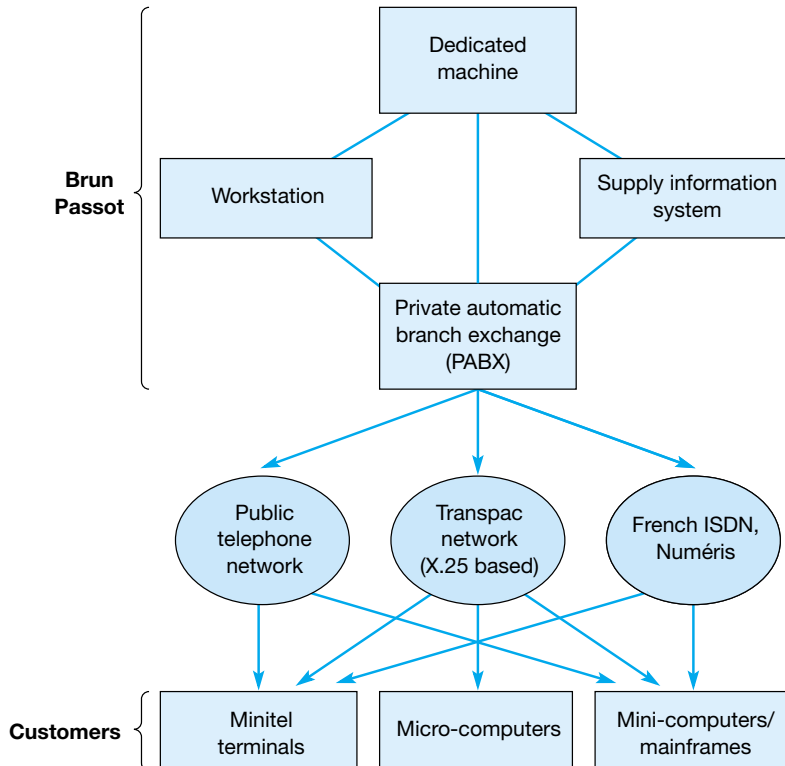 Dedicated
machine
Brun
Passot
Workstation
Supply information
system
Private automatic
branch exchange
(PABX)
Public
telephone
network
Transpac
network
(X.25 based)
French ISDN,
Numéris
Customers
Minitel
terminals
Micro-computers
Mini-computers/
mainframes